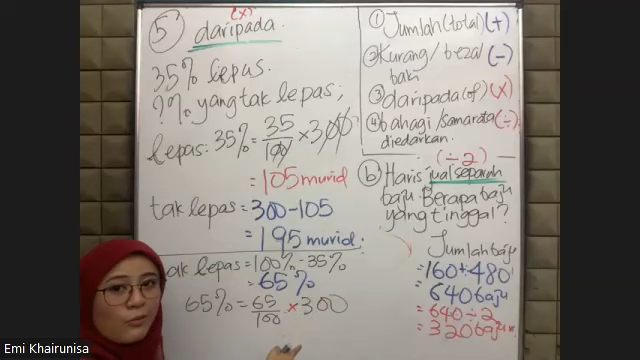 5 daripada. (x)
35% lepas.
?% yang tak lepas;
lepas: 35% = 35/100 × 300
= 105 murid
tak lepas = 300 - 105
= 195 murid.
tak lepas = 100% - 35%
= 65%
65% = 65/100 × 300
① Jumlah (total) (+)
② Kurang / beza / (−)
baki
③ daripada (of) (x)
④ bahagi / samarata (÷)
diedarkan.
(÷2)
b Haris jual separah
baju. Berapa baju
yang tinggal?
Jumlah baju
= 160 + 480
= 640 baju
= 640 ÷ 2
= 320 baju
Emi Khairunisa